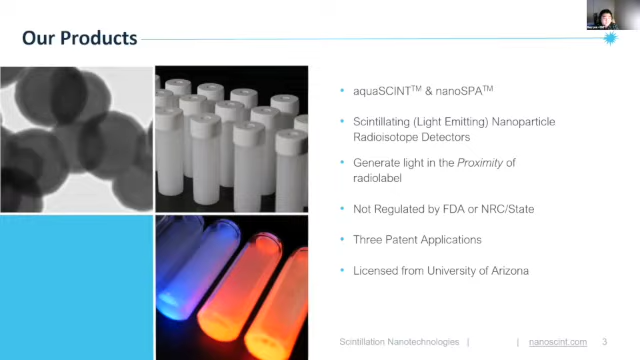 Our Products
aquaSCINT™ & nanoSPA™
Scintillating (Light Emitting) Nanoparticle
Radioisotope Detectors
Generate light in the Proximity of
radiolabel
Not Regulated by FDA or NRC/State
Three Patent Applications
Licensed from University of Arizona
Scintillation Nanotechnologies | | nanoscint.com 3